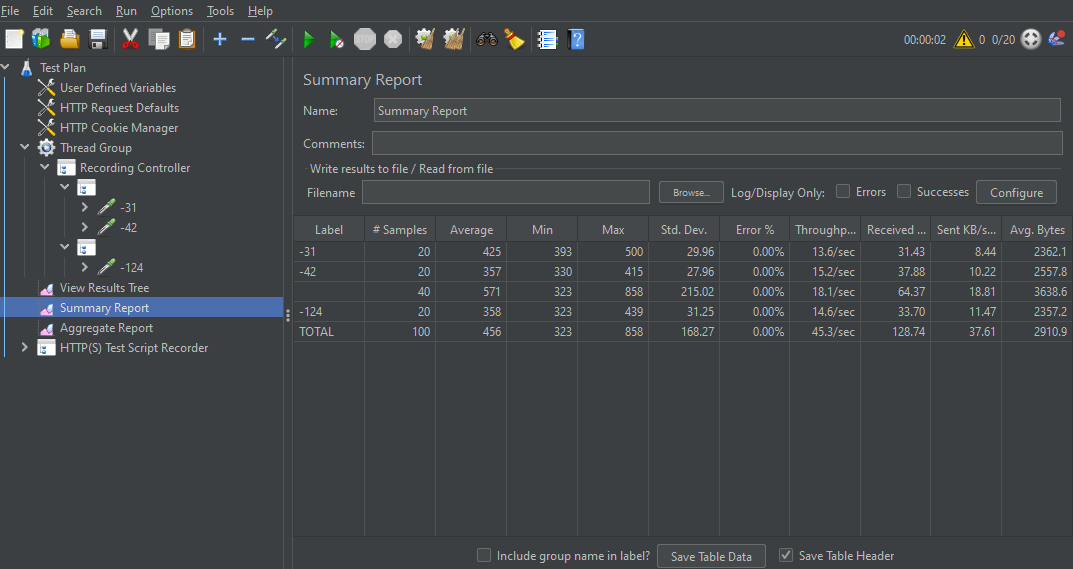 File Edit Search Run Options Tools Help
00:00:02 0 0/20
Test Plan
User Defined Variables
HTTP Request Defaults
HTTP Cookie Manager
Thread Group
Recording Controller
-31
-42
-124
View Results Tree
Summary Report
Aggregate Report
HTTP(S) Test Script Recorder
Summary Report
Name: Summary Report
Comments:
Write results to file / Read from file
Filename Browse... Log/Display Only: Errors Successes Configure
Label # Samples Average Min Max Std. Dev. Error % Throughp... Received ... Sent KB/s... Avg. Bytes
-31 20 425 393 500 29.96 0.00% 13.6/sec 31.43 8.44 2362.1
-42 20 357 330 415 27.96 0.00% 15.2/sec 37.88 10.22 2557.8
40 571 323 858 215.02 0.00% 18.1/sec 64.37 18.81 3638.6
-124 20 358 323 439 31.25 0.00% 14.6/sec 33.70 11.47 2357.2
TOTAL 100 456 323 858 168.27 0.00% 45.3/sec 128.74 37.61 2910.9
Include group name in label? Save Table Data Save Table Header